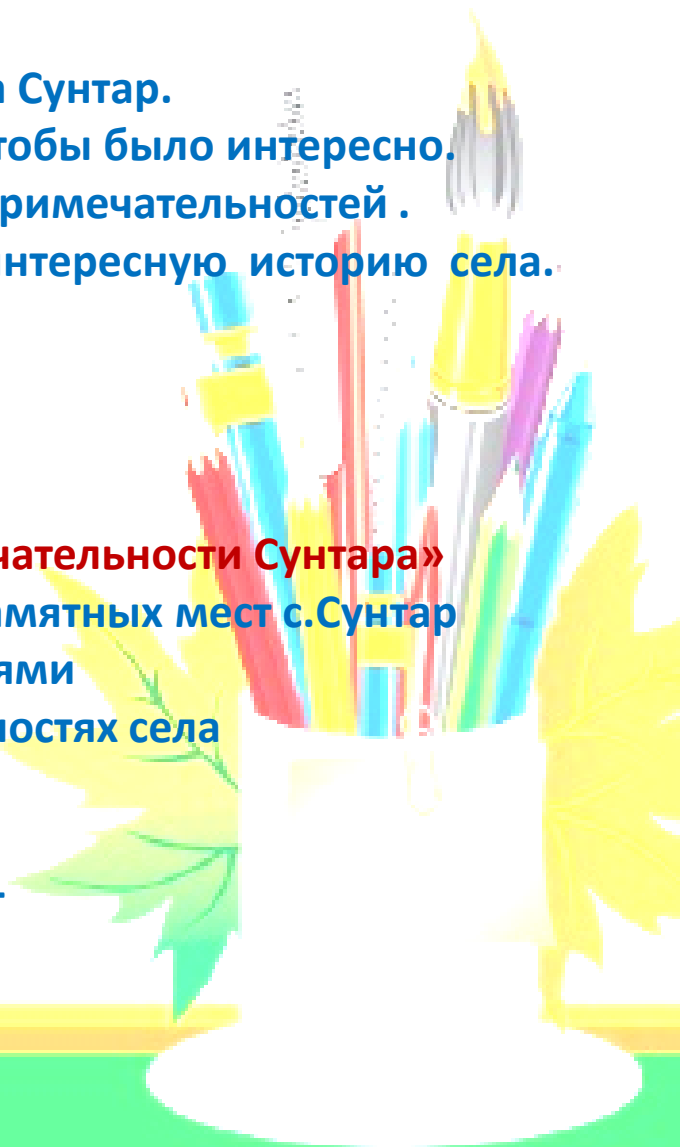 а Сунтар.
тобы было интересно.
римечательностей .
нтересную историю села.
чательности Сунтара»
амятных мест с.Сунтар
ями
ностях села